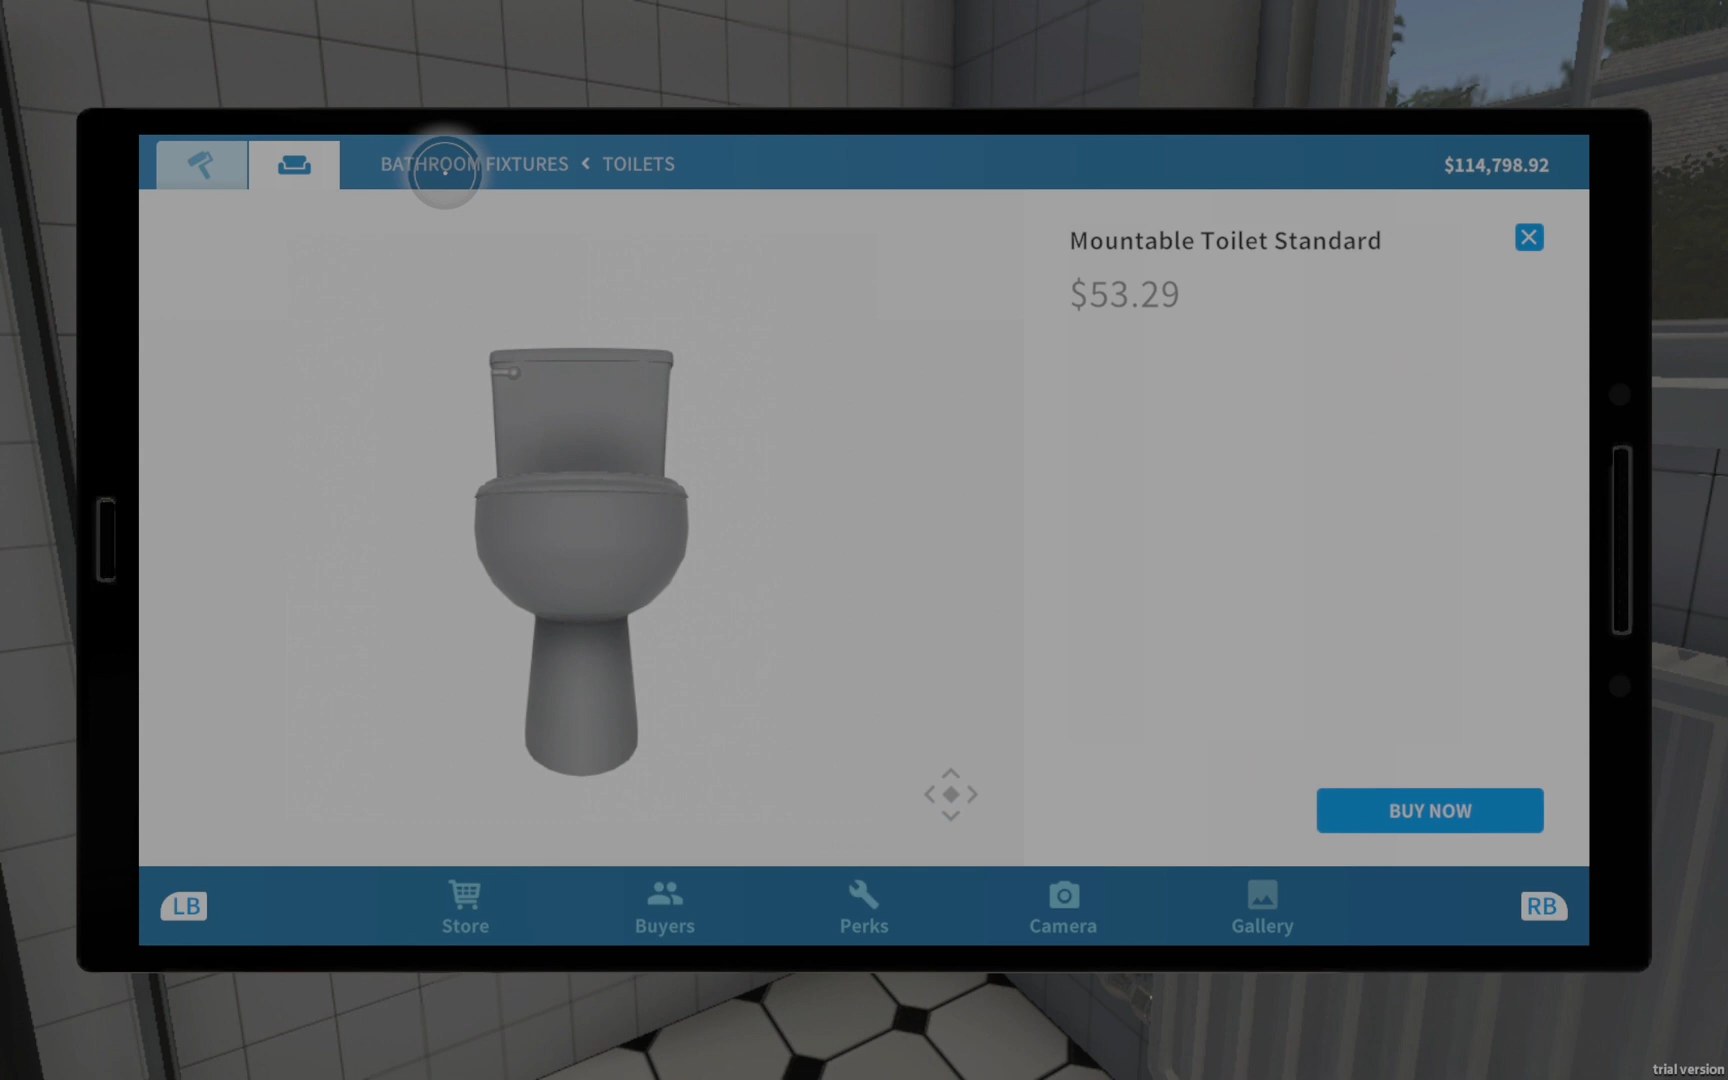 BATHROOM FIXTURES < TOILETS
$114,798.92
Mountable Toilet Standard
$53.29
BUY NOW
LB
Store
Buyers
Perks
Camera
Gallery
RB
trial version